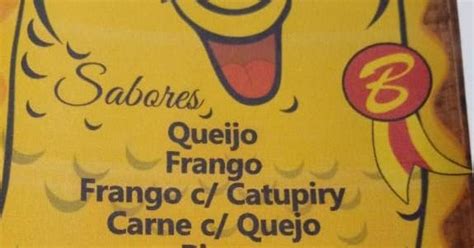 Sabores
B
Queijo
Frango
Frango c/ Catupiry
Carne c/ Quejo